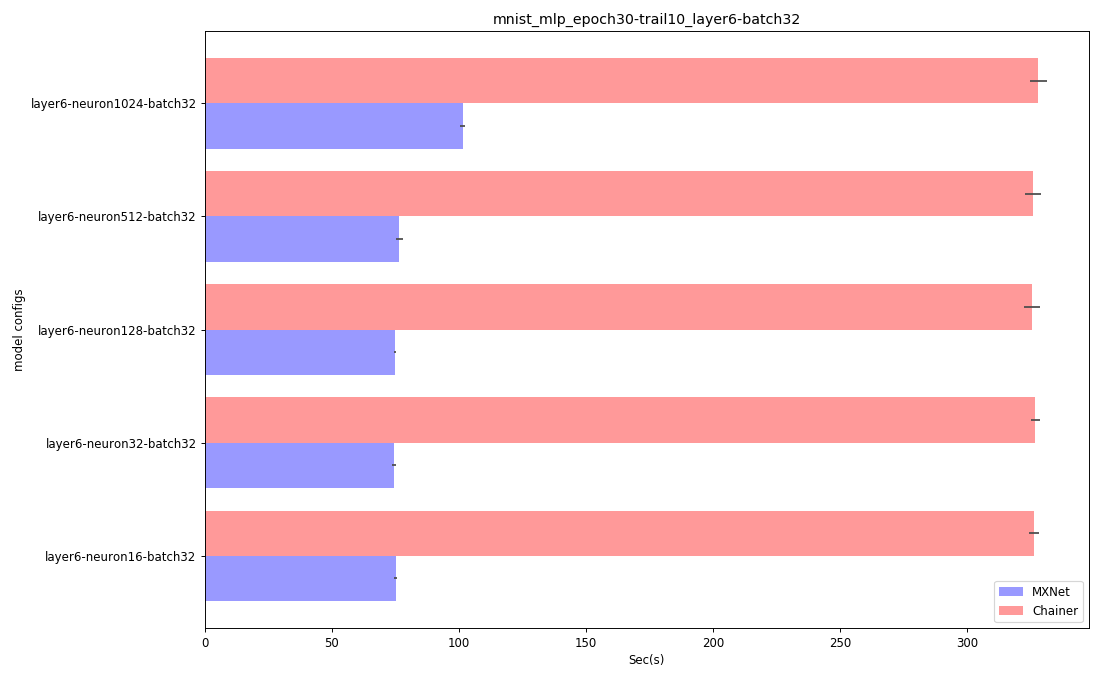 mnist_mlp_epoch30-trail10_layer6-batch32
model configs
layer6-neuron1024-batch32
layer6-neuron512-batch32
layer6-neuron128-batch32
layer6-neuron32-batch32
layer6-neuron16-batch32
MXNet
Chainer
0 50 100 150 200 250 300
Sec(s)